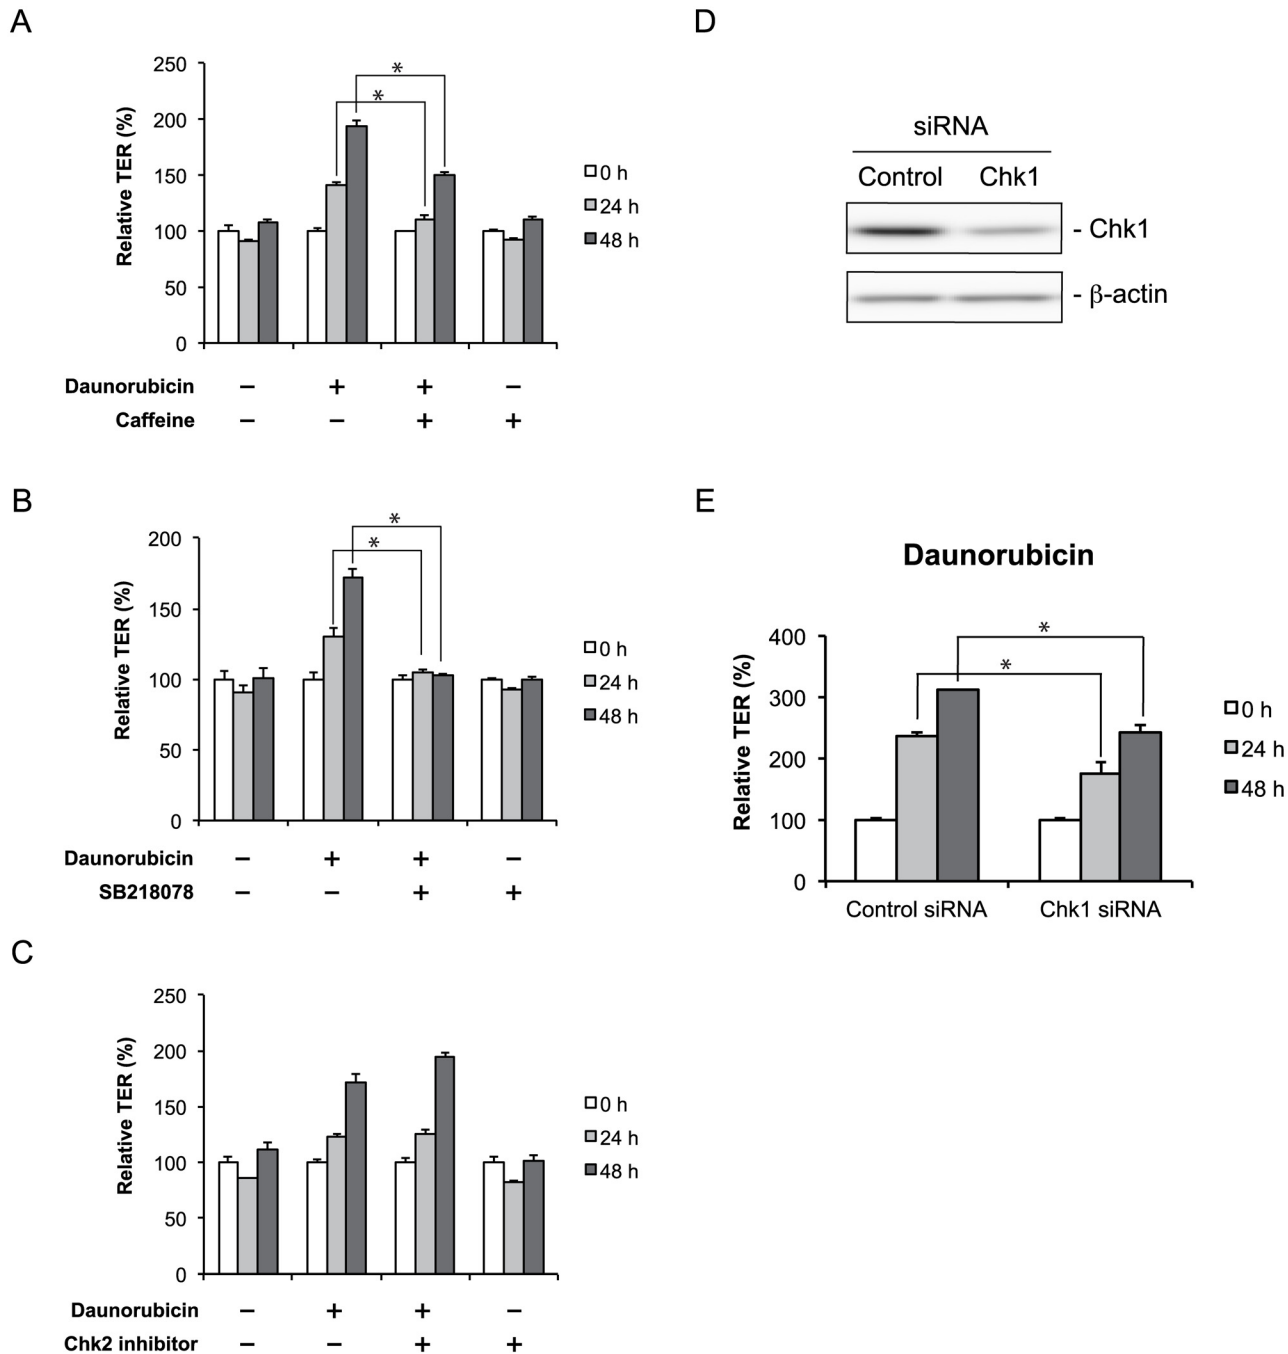 A
250
200
150
100
50
0
Relative TER (%)
*
*
0 h
24 h
48 h
Daunorubicin − + + −
Caffeine − − + +
B
200
150
100
50
0
Relative TER (%)
*
*
0 h
24 h
48 h
Daunorubicin − + + −
SB218078 − − + +
C
250
200
150
100
50
0
Relative TER (%)
0 h
24 h
48 h
Daunorubicin − + + −
Chk2 inhibitor − − + +
D
siRNA
Control Chk1
- Chk1
- β-actin
E
Daunorubicin
400
300
200
100
0
Relative TER (%)
*
*
0 h
24 h
48 h
Control siRNA Chk1 siRNA